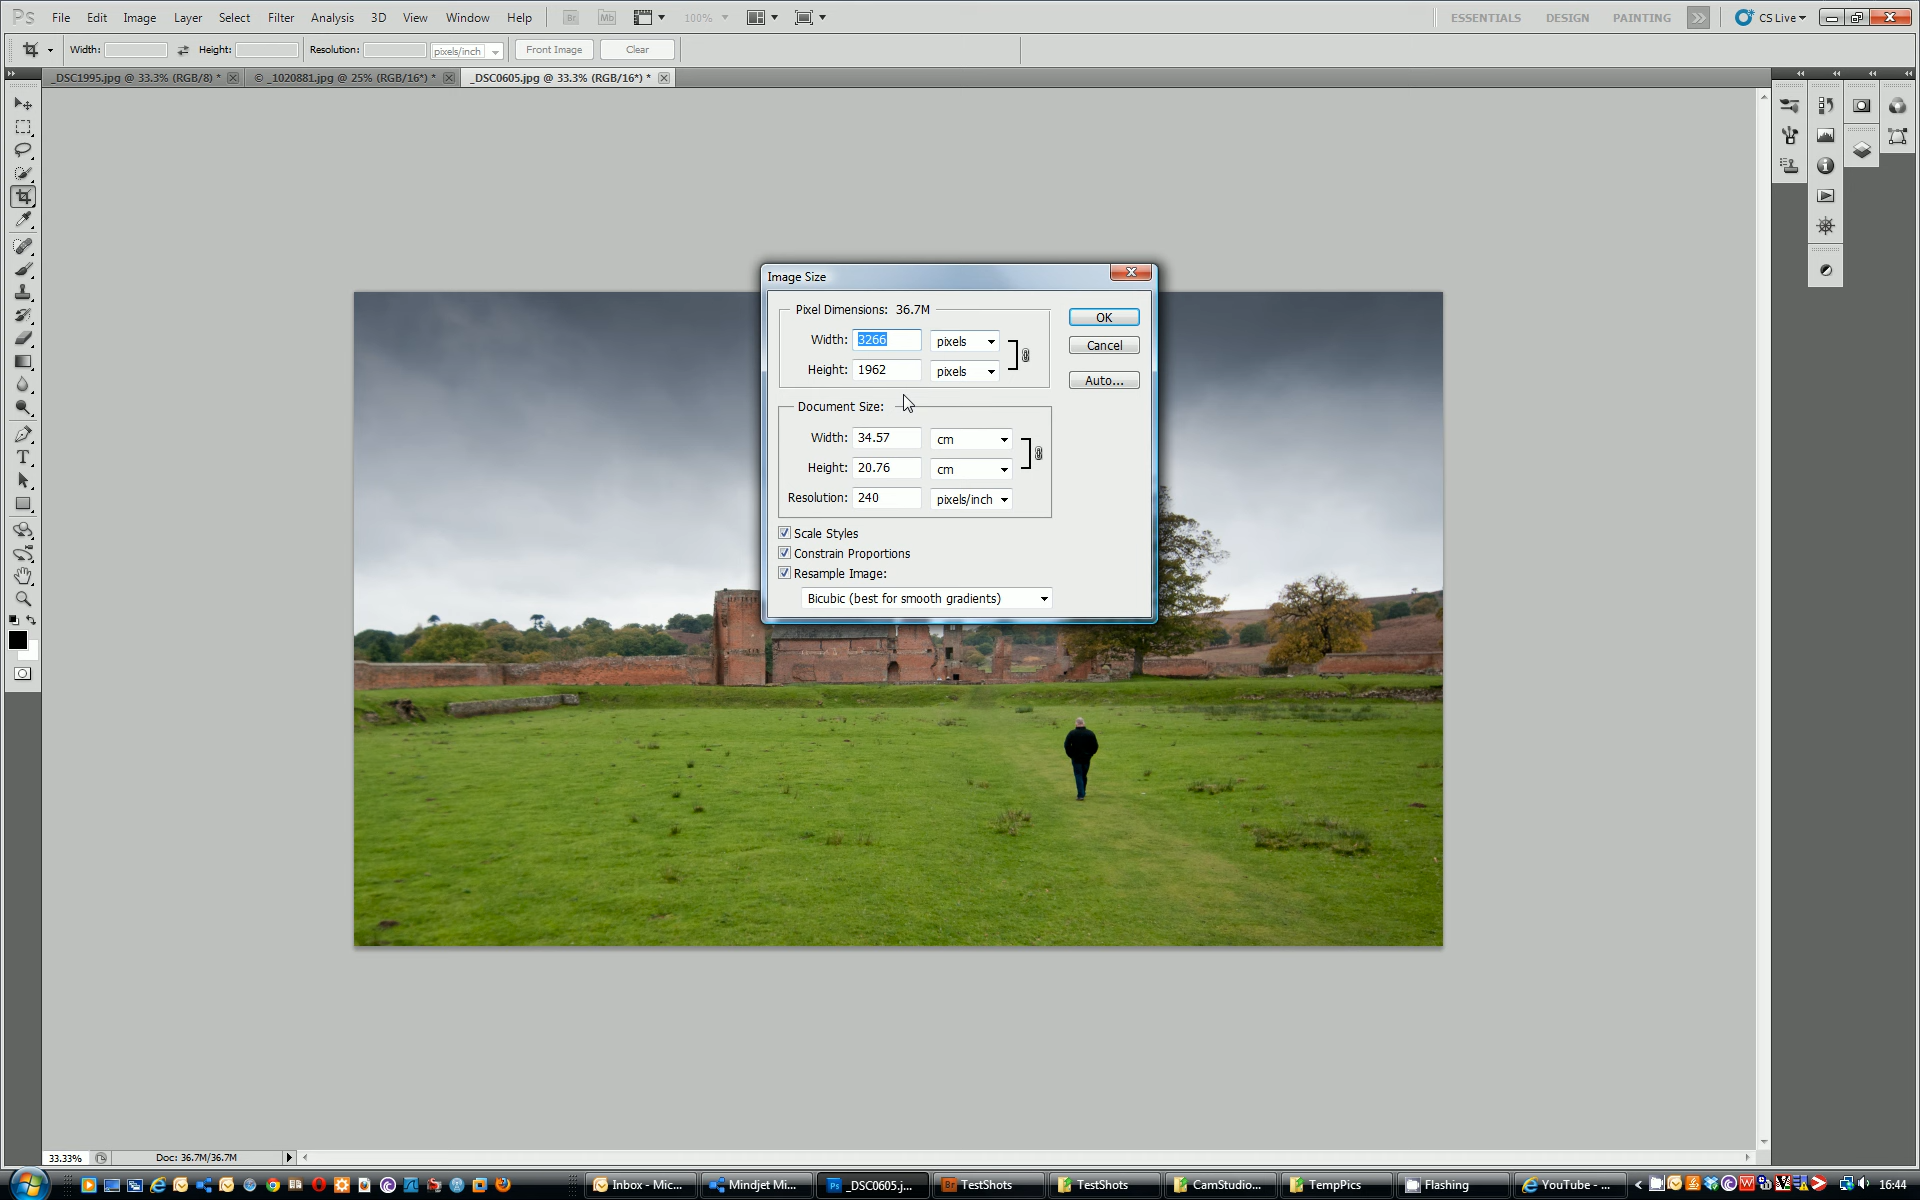 Ps File Edit Image Layer Select Filter Analysis 3D View Window Help Br Mb 100% ESSENTIALS DESIGN PAINTING CS Live
Width: Height: Resolution: pixels/inch Front Image Clear
_DSC1995.jpg @ 33.3% (RGB/8) * © _1020881.jpg @ 25% (RGB/16*) * _DSC0605.jpg @ 33.3% (RGB/16*) *
Image Size
Pixel Dimensions: 36.7M
OK
Width: 3266 pixels
Cancel
Height: 1962 pixels
Auto...
Document Size:
Width: 34.57 cm
Height: 20.76 cm
Resolution: 240 pixels/inch
Scale Styles
Constrain Proportions
Resample Image:
Bicubic (best for smooth gradients)
33.33% Doc: 36.7M/36.7M
Inbox - Mic... Mindjet Mi... Ps _DSC0605.j... Br TestShots TestShots CamStudio... TempPics Flashing YouTube - ... 16:44